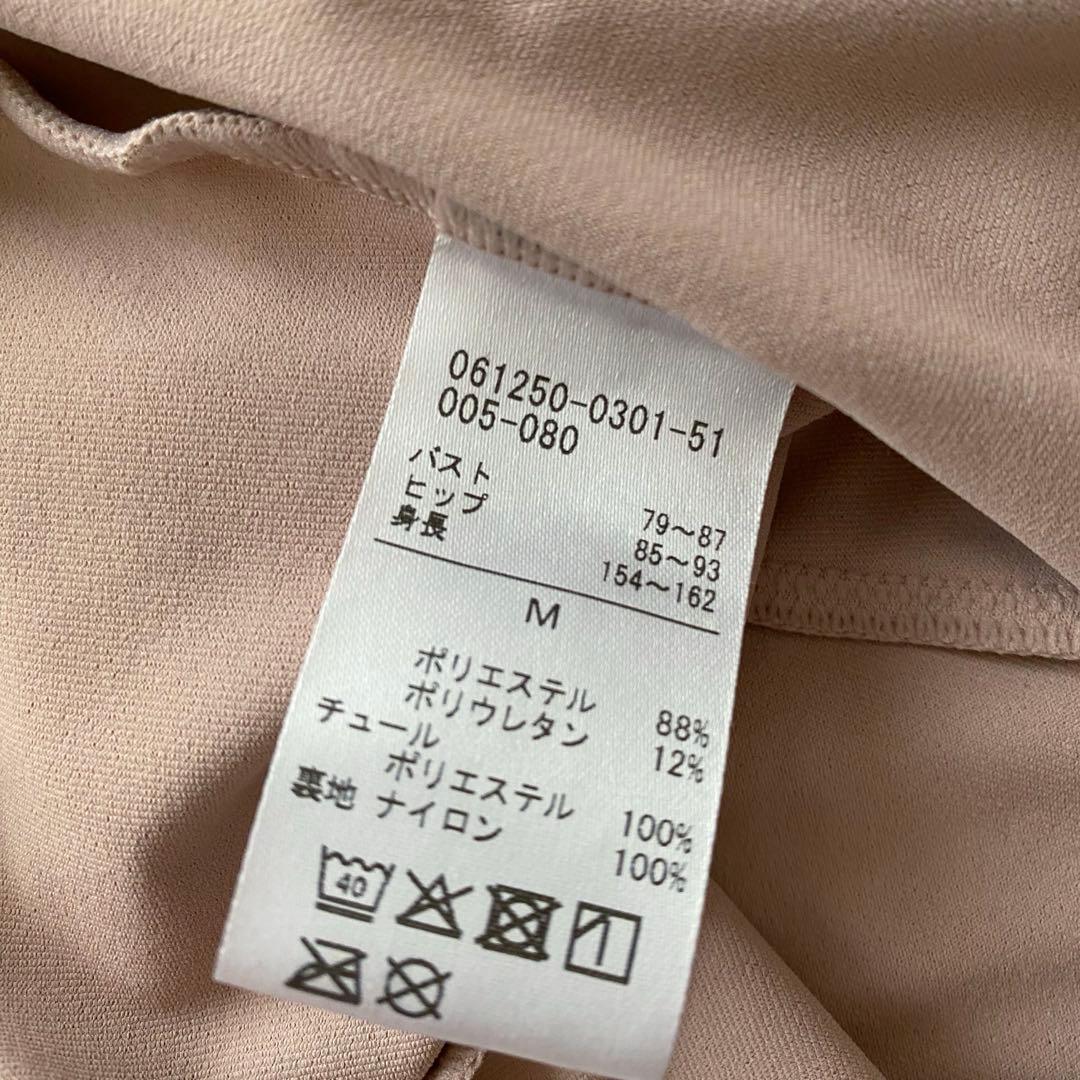 061250-0301-51
005-080
バスト 79～87
ヒップ 85～93
身長 154～162
M
ポリエステル 88%
ポリウレタン 12%
チュール
ポリエステル 100%
裏地 ナイロン 100%
40